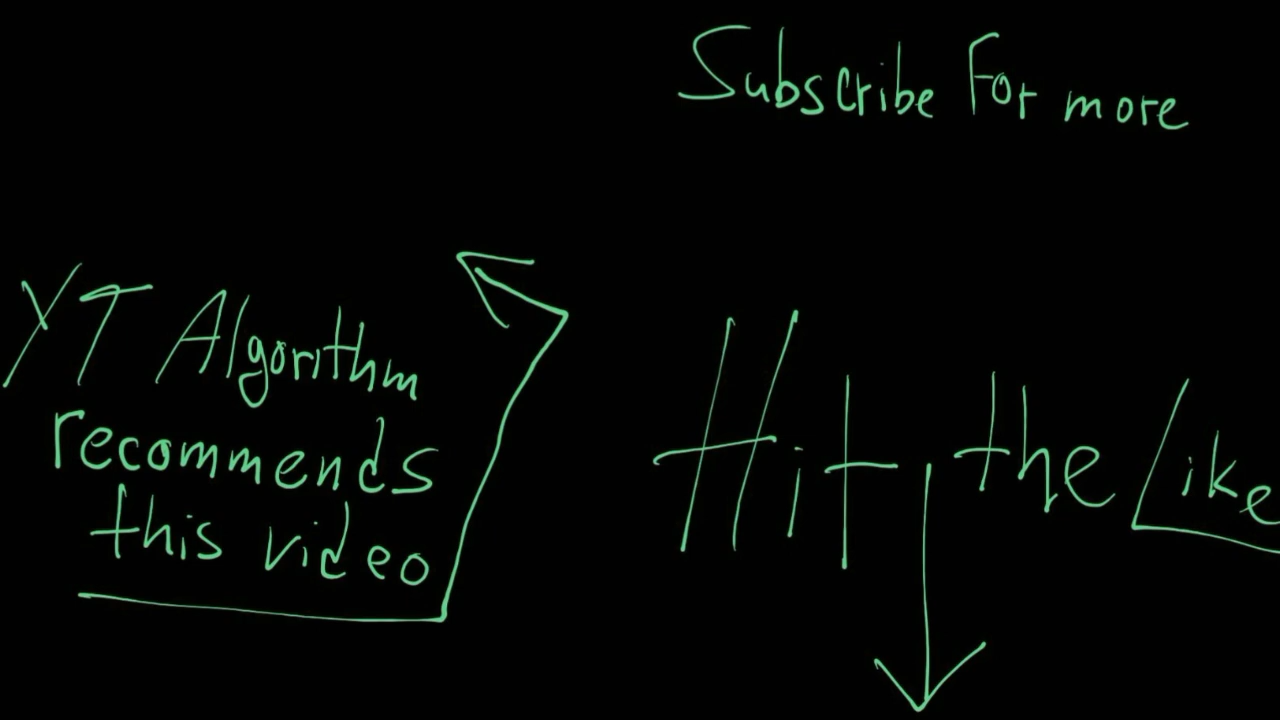 Subscribe For more
YT Algorithm
recommends
this video
Hit the Like